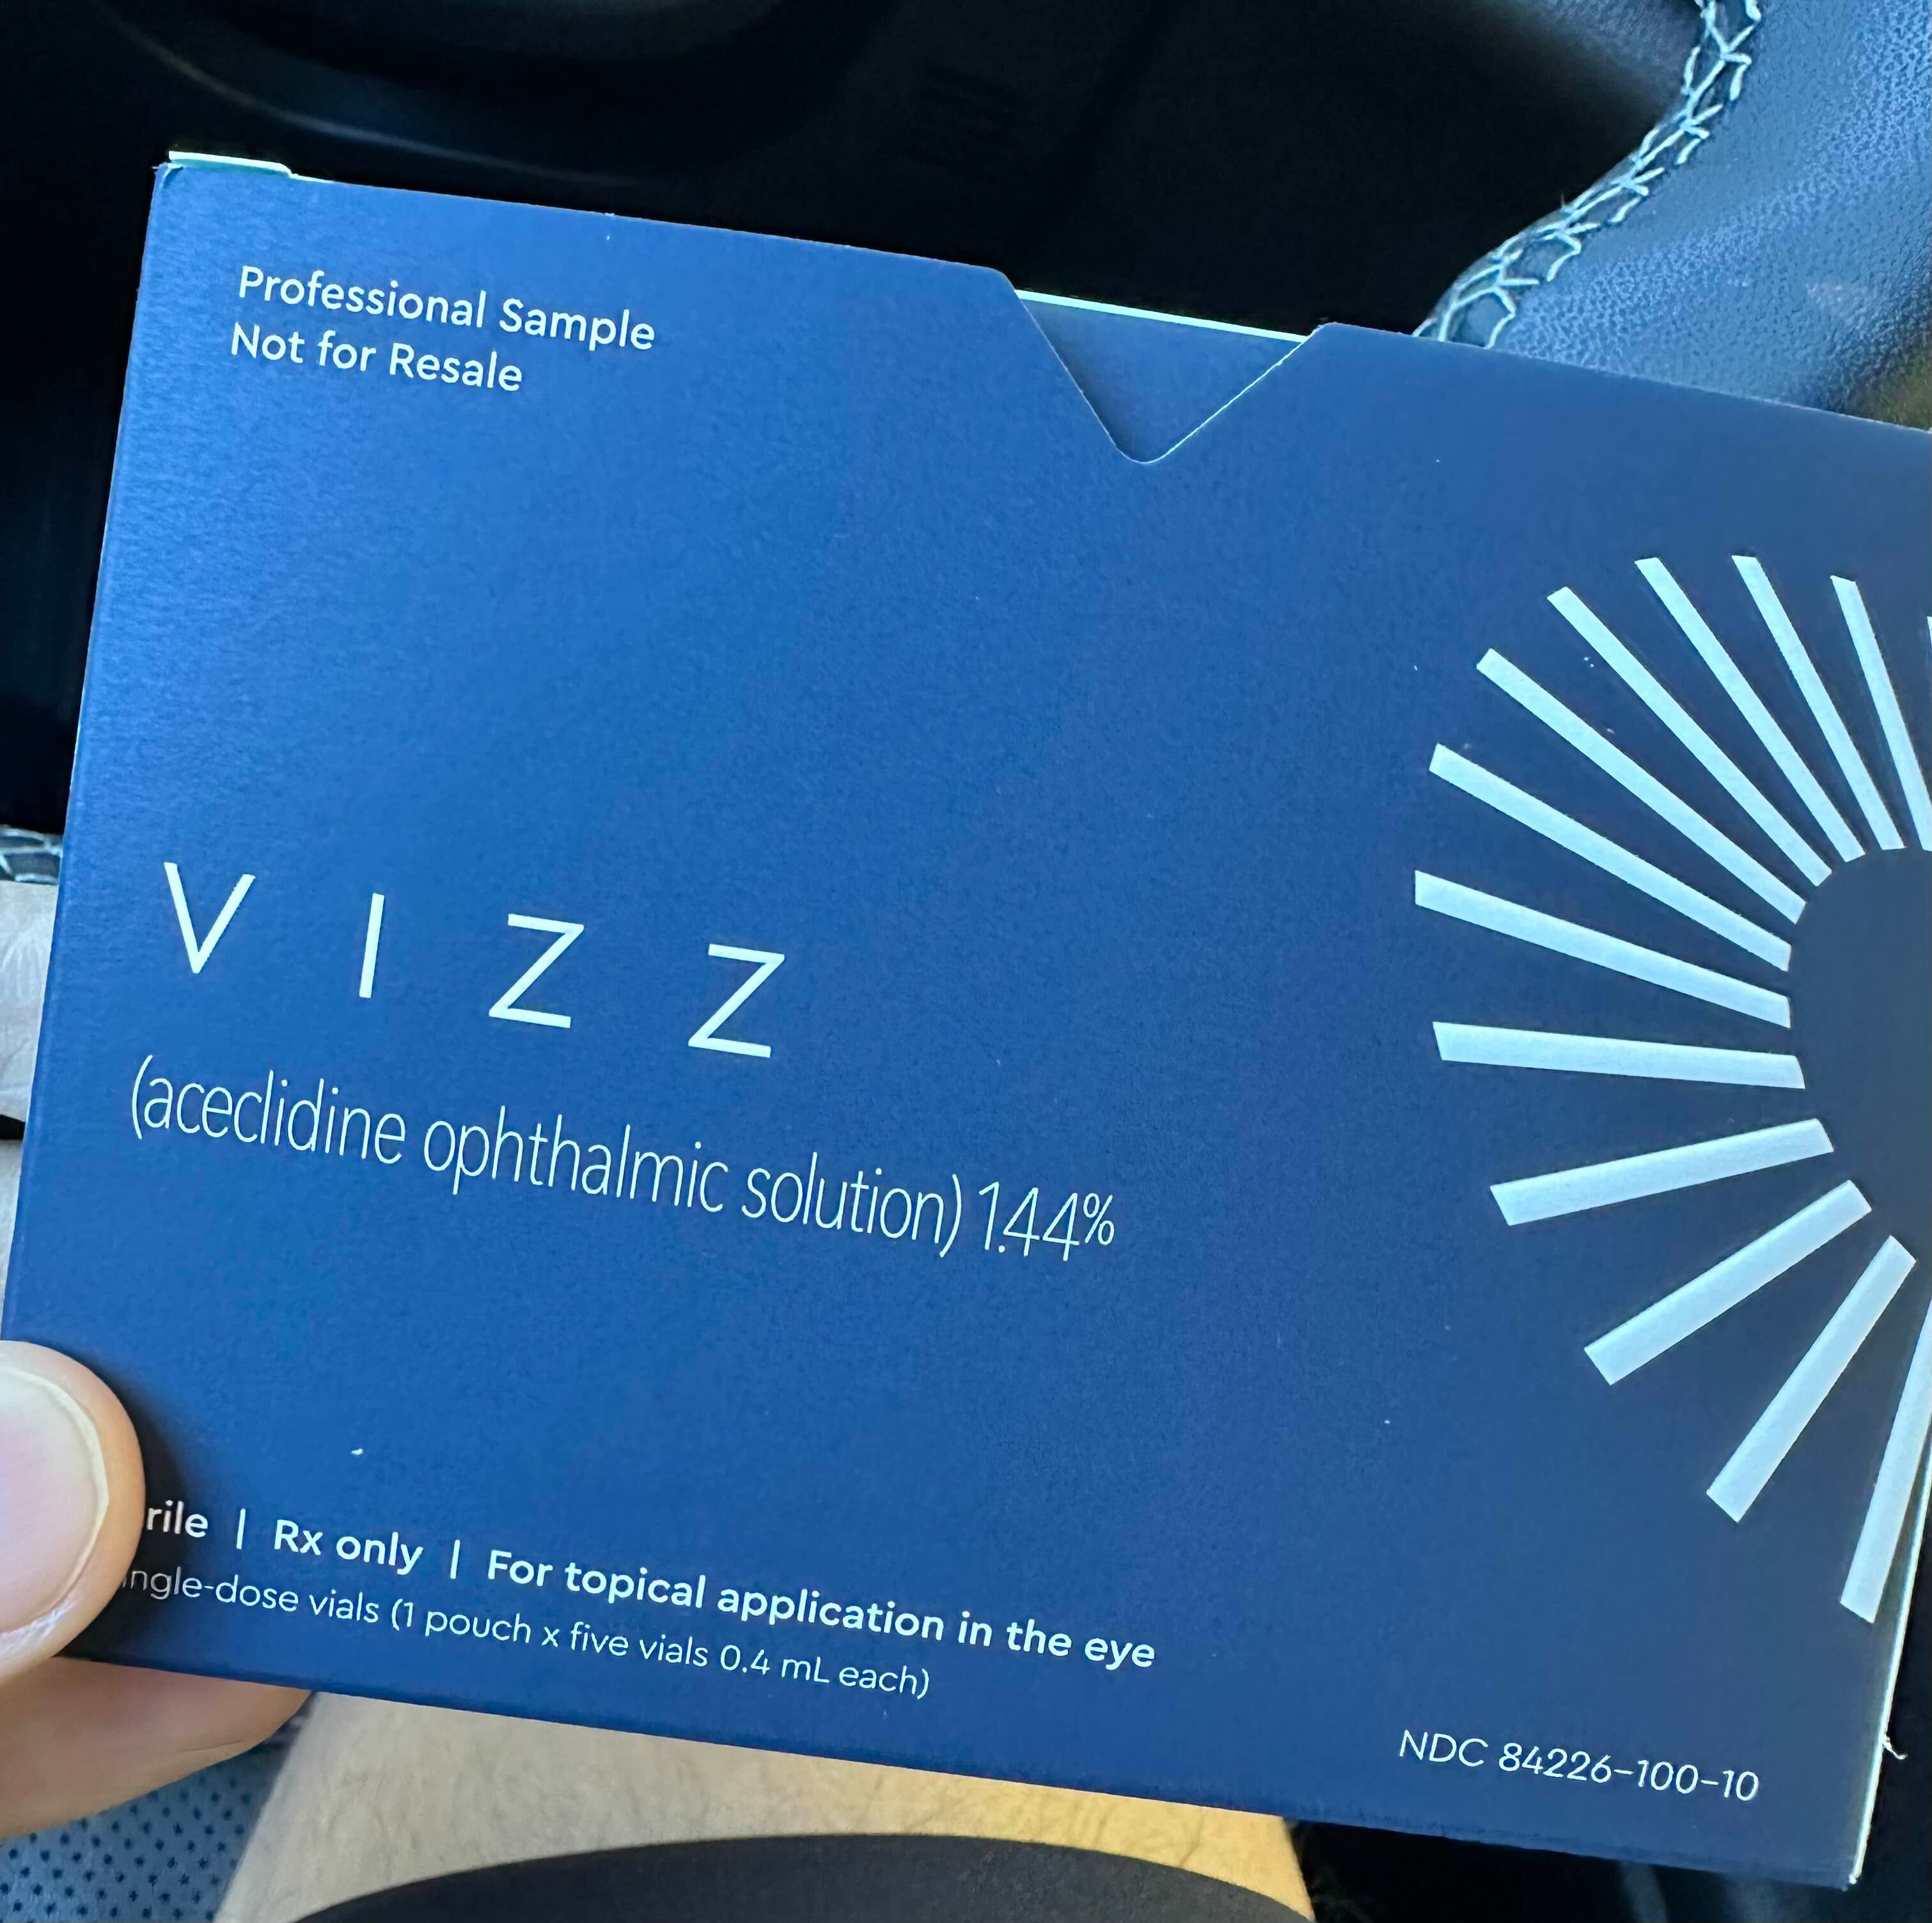 Professional Sample
Not for Resale
VIZZ
(aceclidine ophthalmic solution) 1.44%
rile | Rx only | For topical application in the eye
ngle-dose vials (1 pouch x five vials 0.4 mL each)
NDC 84226-100-10